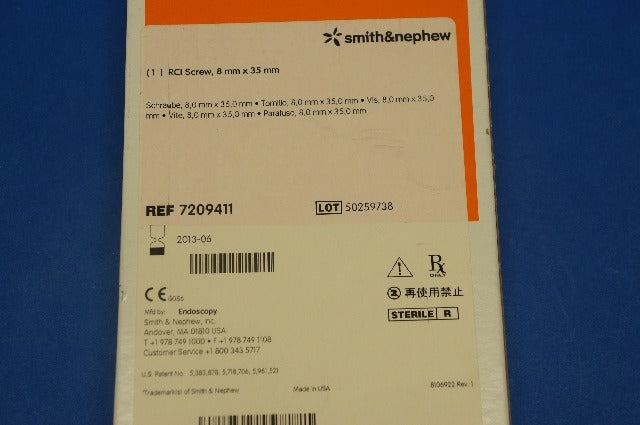 smith&nephew
(1) RCI Screw, 8 mm x 35 mm
Schraube, 8,0 mm x 35,0 mm • Tornillo, 8,0 mm x 35,0 mm • Vis, 8,0 mm x 35,0
mm • Vite, 8,0 mm x 35,0 mm • Parafuso, 8,0 mm x 35,0 mm
REF 7209411
LOT 50259738
2013-06
Rx
ONLY
CE 0086
② 再使用禁止
Mfd by: Endoscopy
Smith & Nephew, Inc.
Andover, MA 01810 USA
T +1 978 749 1000 • F +1 978 749 1108
Customer Service +1 800 343 5717
STERILE R
U.S. Patent No. 5,383,878, 5,718,706, 5,961,521
*Trademark(s) of Smith & Nephew
Made in USA
8106922 Rev. 1